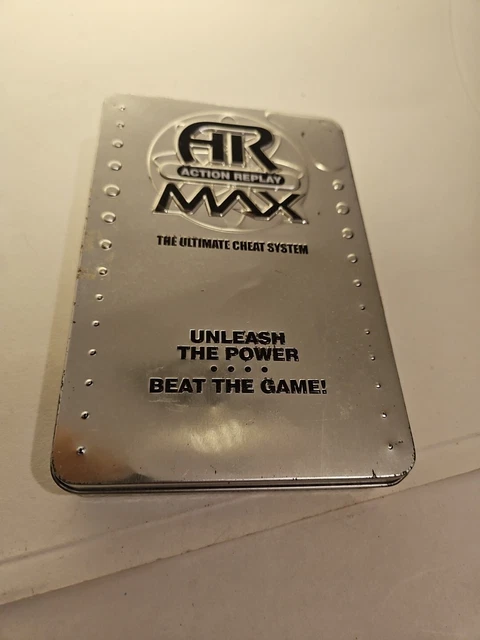 AR
ACTION REPLAY
MAX
THE ULTIMATE CHEAT SYSTEM
UNLEASH
THE POWER
BEAT THE GAME!